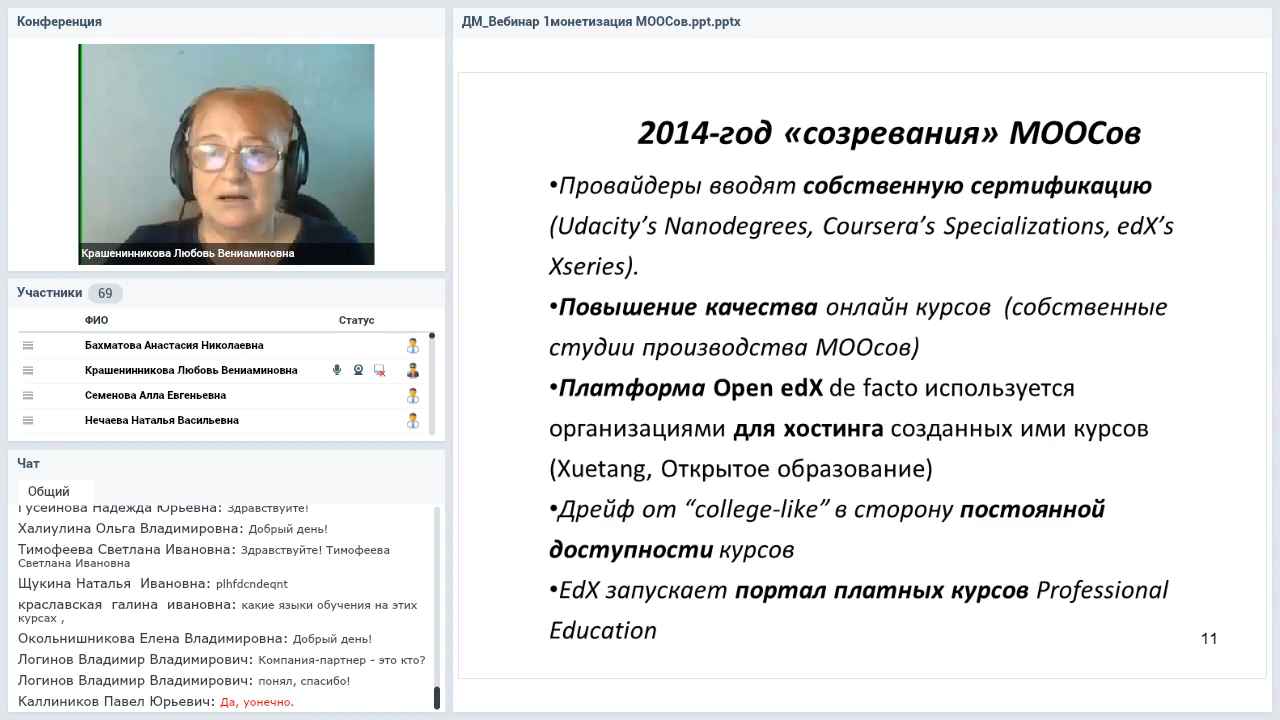 Конференция
Крашенинникова Любовь Вениаминовна
Участники 69
ФИО Статус
Бахматова Анастасия Николаевна
Крашенинникова Любовь Вениаминовна
Семенова Алла Евгеньевна
Нечаева Наталья Васильевна
Чат
Общий
Гусейнова Надежда Юрьевна: Здравствуйте!
Халиулина Ольга Владимировна: Добрый день!
Тимофеева Светлана Ивановна: Здравствуйте! Тимофеева
Светлана Ивановна
Щукина Наталья Ивановна: plhfdcndeqnt
краславская галина ивановна: какие языки обучения на этих
курсах ,
Окольнишникова Елена Владимировна: Добрый день!
Логинов Владимир Владимирович: Компания-партнер - это кто?
Логинов Владимир Владимирович: понял, спасибо!
Каллиников Павел Юрьевич: Да, уонечно.
ДМ_Вебинар 1монетизация МООСов.ppt.pptx
2014-год «созревания» МООСов
•Провайдеры вводят собственную сертификацию
(Udacity’s Nanodegrees, Coursera’s Specializations, edX’s
Xseries).
•Повышение качества онлайн курсов (собственные
студии производства МООсов)
•Платформа Open edX de facto используется
организациями для хостинга созданных ими курсов
(Xuetang, Открытое образование)
•Дрейф от “college-like” в сторону постоянной
доступности курсов
•EdX запускает портал платных курсов Professional
Education
11